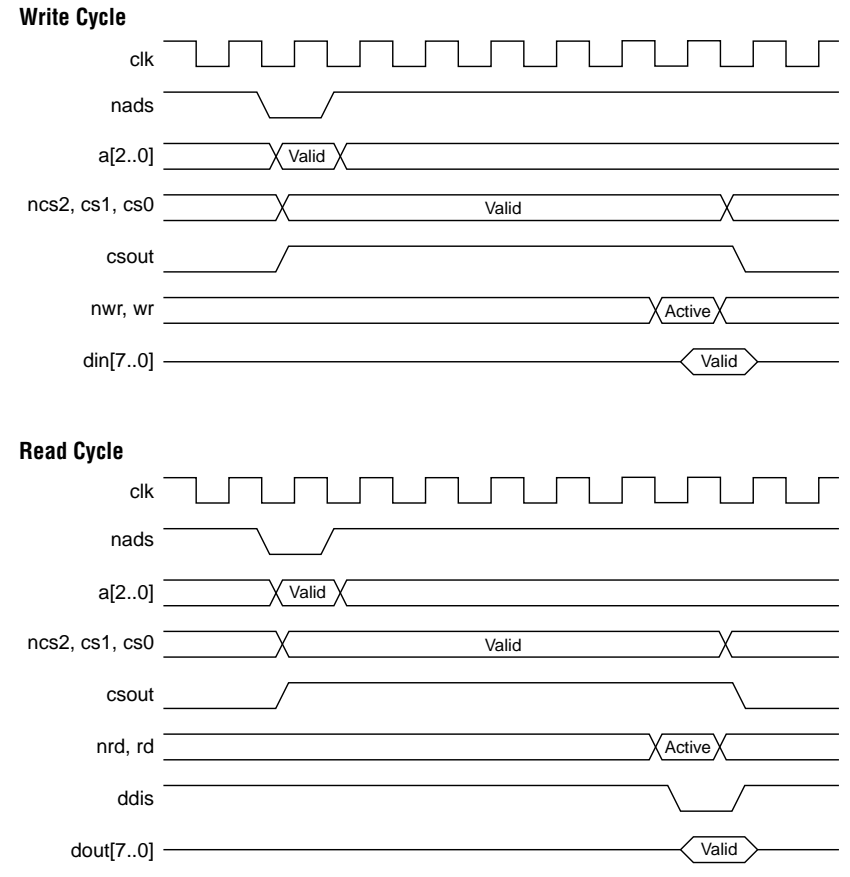 Write Cycle
clk
nads
a[2..0] Valid
ncs2, cs1, cs0 Valid
csout
nwr, wr Active
din[7..0] Valid
Read Cycle
clk
nads
a[2..0] Valid
ncs2, cs1, cs0 Valid
csout
nrd, rd Active
ddis
dout[7..0] Valid